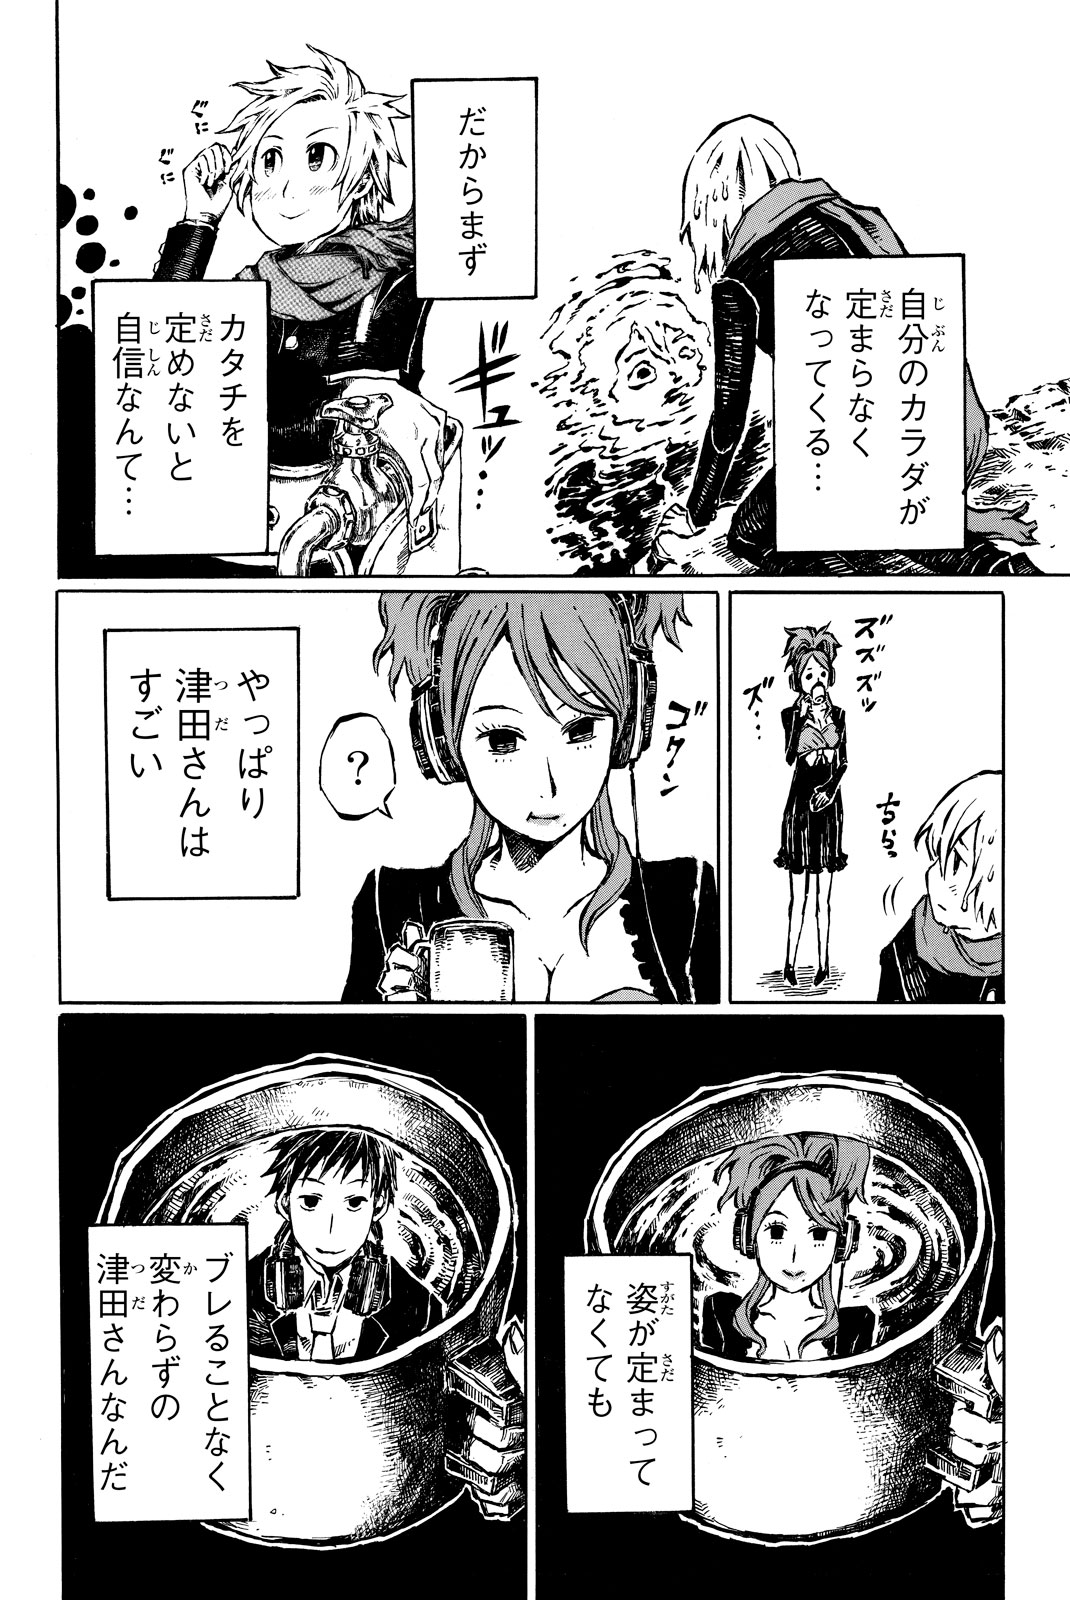 自分のカラダが
定まらなく
なってくる…
ギュッ…
だからまず
ぐに
ぐに
カタチを
定めないと
自信なんて…
ズズズッ
ズ…
ちらっ
ゴクン
?
やっぱり
津田さんは
すごい
姿が定まって
なくても
ブレることなく
変わらずの
津田さんなんだ